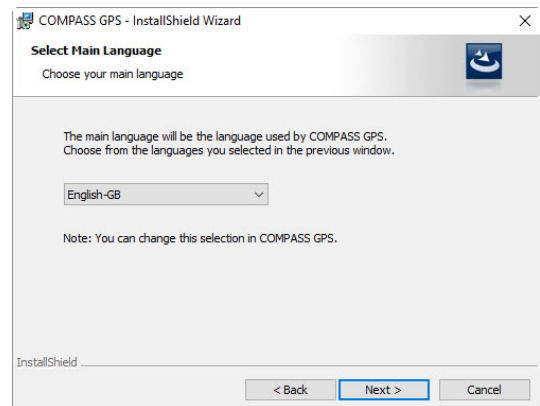 COMPASS GPS - InstallShield Wizard
Select Main Language
Choose your main language
The main language will be the language used by COMPASS GPS.
Choose from the languages you selected in the previous window.
English-GB
Note: You can change this selection in COMPASS GPS.
InstallShield
< Back Next > Cancel